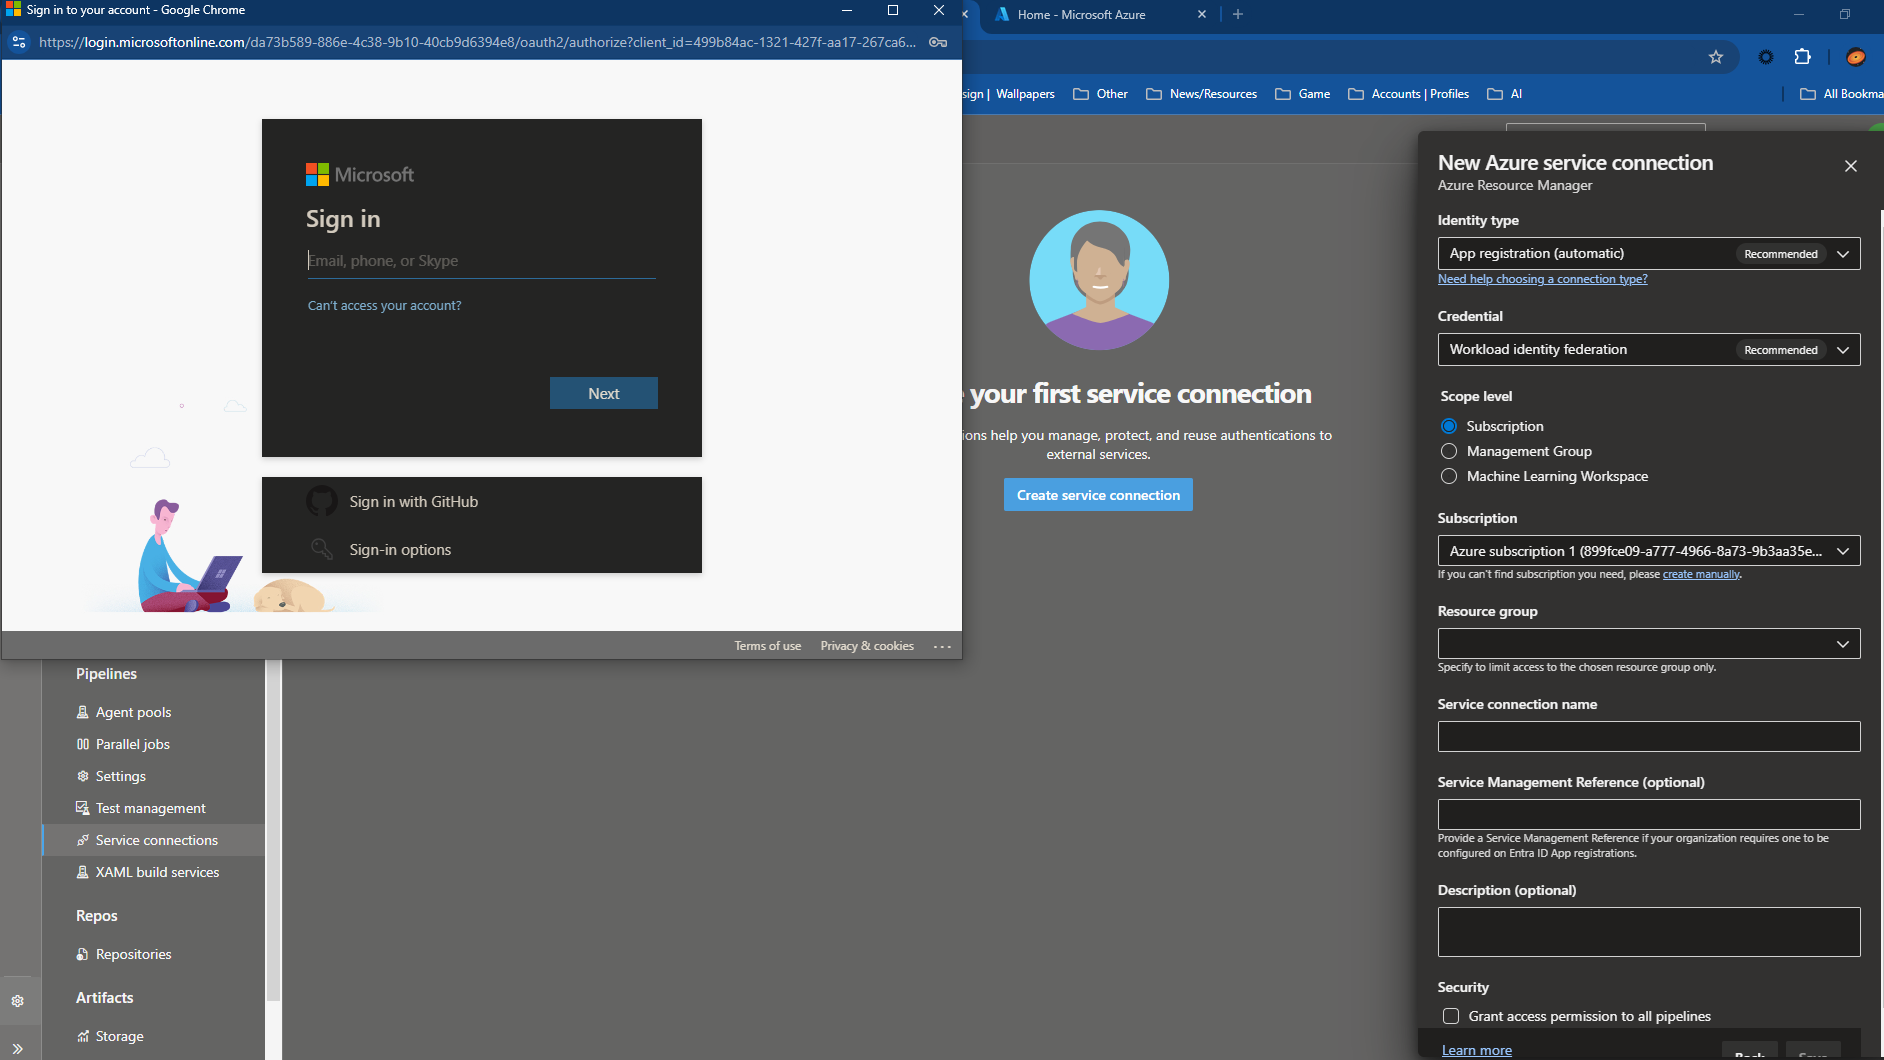 Sign in to your account - Google Chrome
https://login.microsoftonline.com/da73b589-886e-4c38-9b10-40cb9d6394e8/oauth2/authorize?client_id=499b84ac-1321-427f-aa17-267ca6...
Microsoft
Sign in
Email, phone, or Skype
Can't access your account?
Next
Sign in with GitHub
Sign-in options
Terms of use
Privacy & cookies
...
Home - Microsoft Azure
sign | Wallpapers
Other
News/Resources
Game
Accounts | Profiles
AI
All Bookma
your first service connection
ions help you manage, protect, and reuse authentications to
external services.
Create service connection
Pipelines
Agent pools
Parallel jobs
Settings
Test management
Service connections
XAML build services
Repos
Repositories
Artifacts
Storage
New Azure service connection
Azure Resource Manager
Identity type
App registration (automatic)
Recommended
Need help choosing a connection type?
Credential
Workload identity federation
Recommended
Scope level
Subscription
Management Group
Machine Learning Workspace
Subscription
Azure subscription 1 (899fce09-a777-4966-8a73-9b3aa35e...
If you can't find subscription you need, please create manually.
Resource group
Specify to limit access to the chosen resource group only.
Service connection name
Service Management Reference (optional)
Provide a Service Management Reference if your organization requires one to be
configured on Entra ID App registrations.
Description (optional)
Security
Grant access permission to all pipelines
Learn more
Back
Save